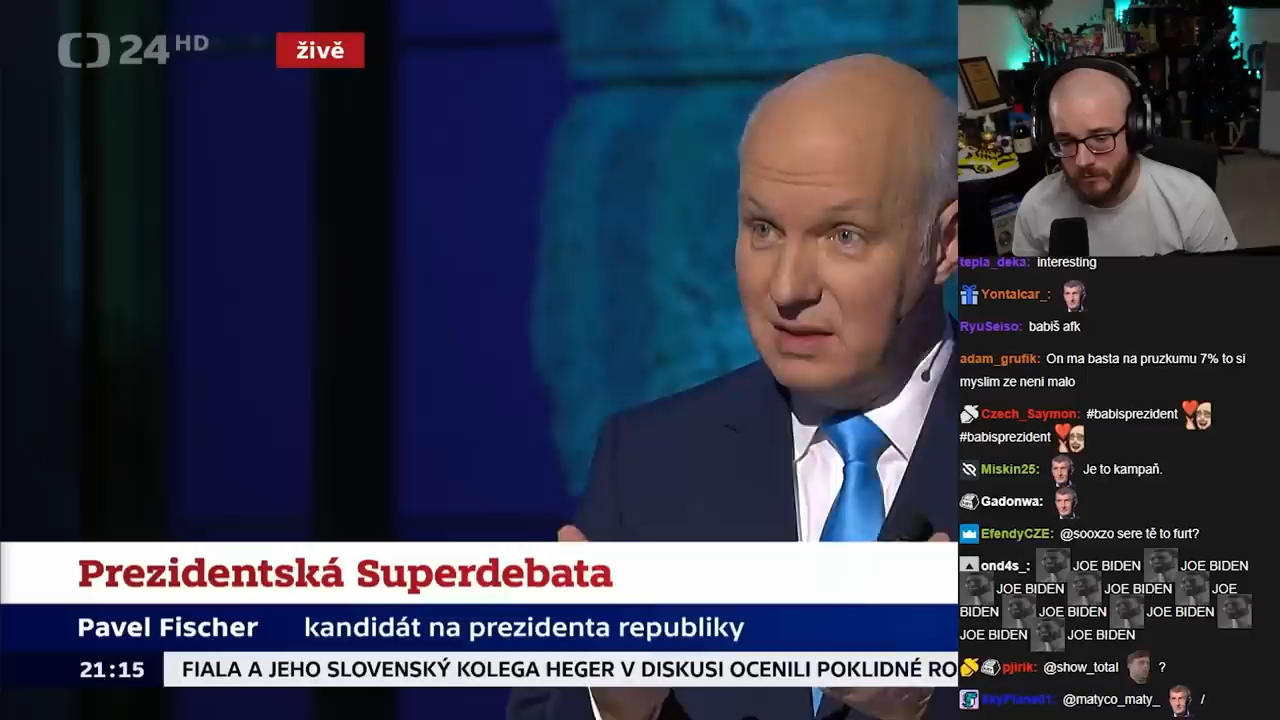 24 HD
živě
Prezidentská Superdebata
Pavel Fischer kandidát na prezidenta republiky
21:15 FIALA A JEHO SLOVENSKÝ KOLEGA HEGER V DISKUSI OCENILI POKLIDNÉ RO
tepla_deka: interesting
Yontalcar_:
RyuSeiso: babiš afk
adam_grufik: On ma basta na pruzkumu 7% to si
myslim ze neni malo
Czech_Saymon: #babisprezident
#babisprezident
Miskin25: Je to kampaň.
Gadonwa:
EfendyCZE: @sooxzo sere tě to furt?
ond4s_: JOE BIDEN JOE BIDEN
JOE BIDEN JOE BIDEN JOE
BIDEN JOE BIDEN JOE BIDEN
JOE BIDEN JOE BIDEN
pjirik: @show_total ?
@matyco_maty_ /